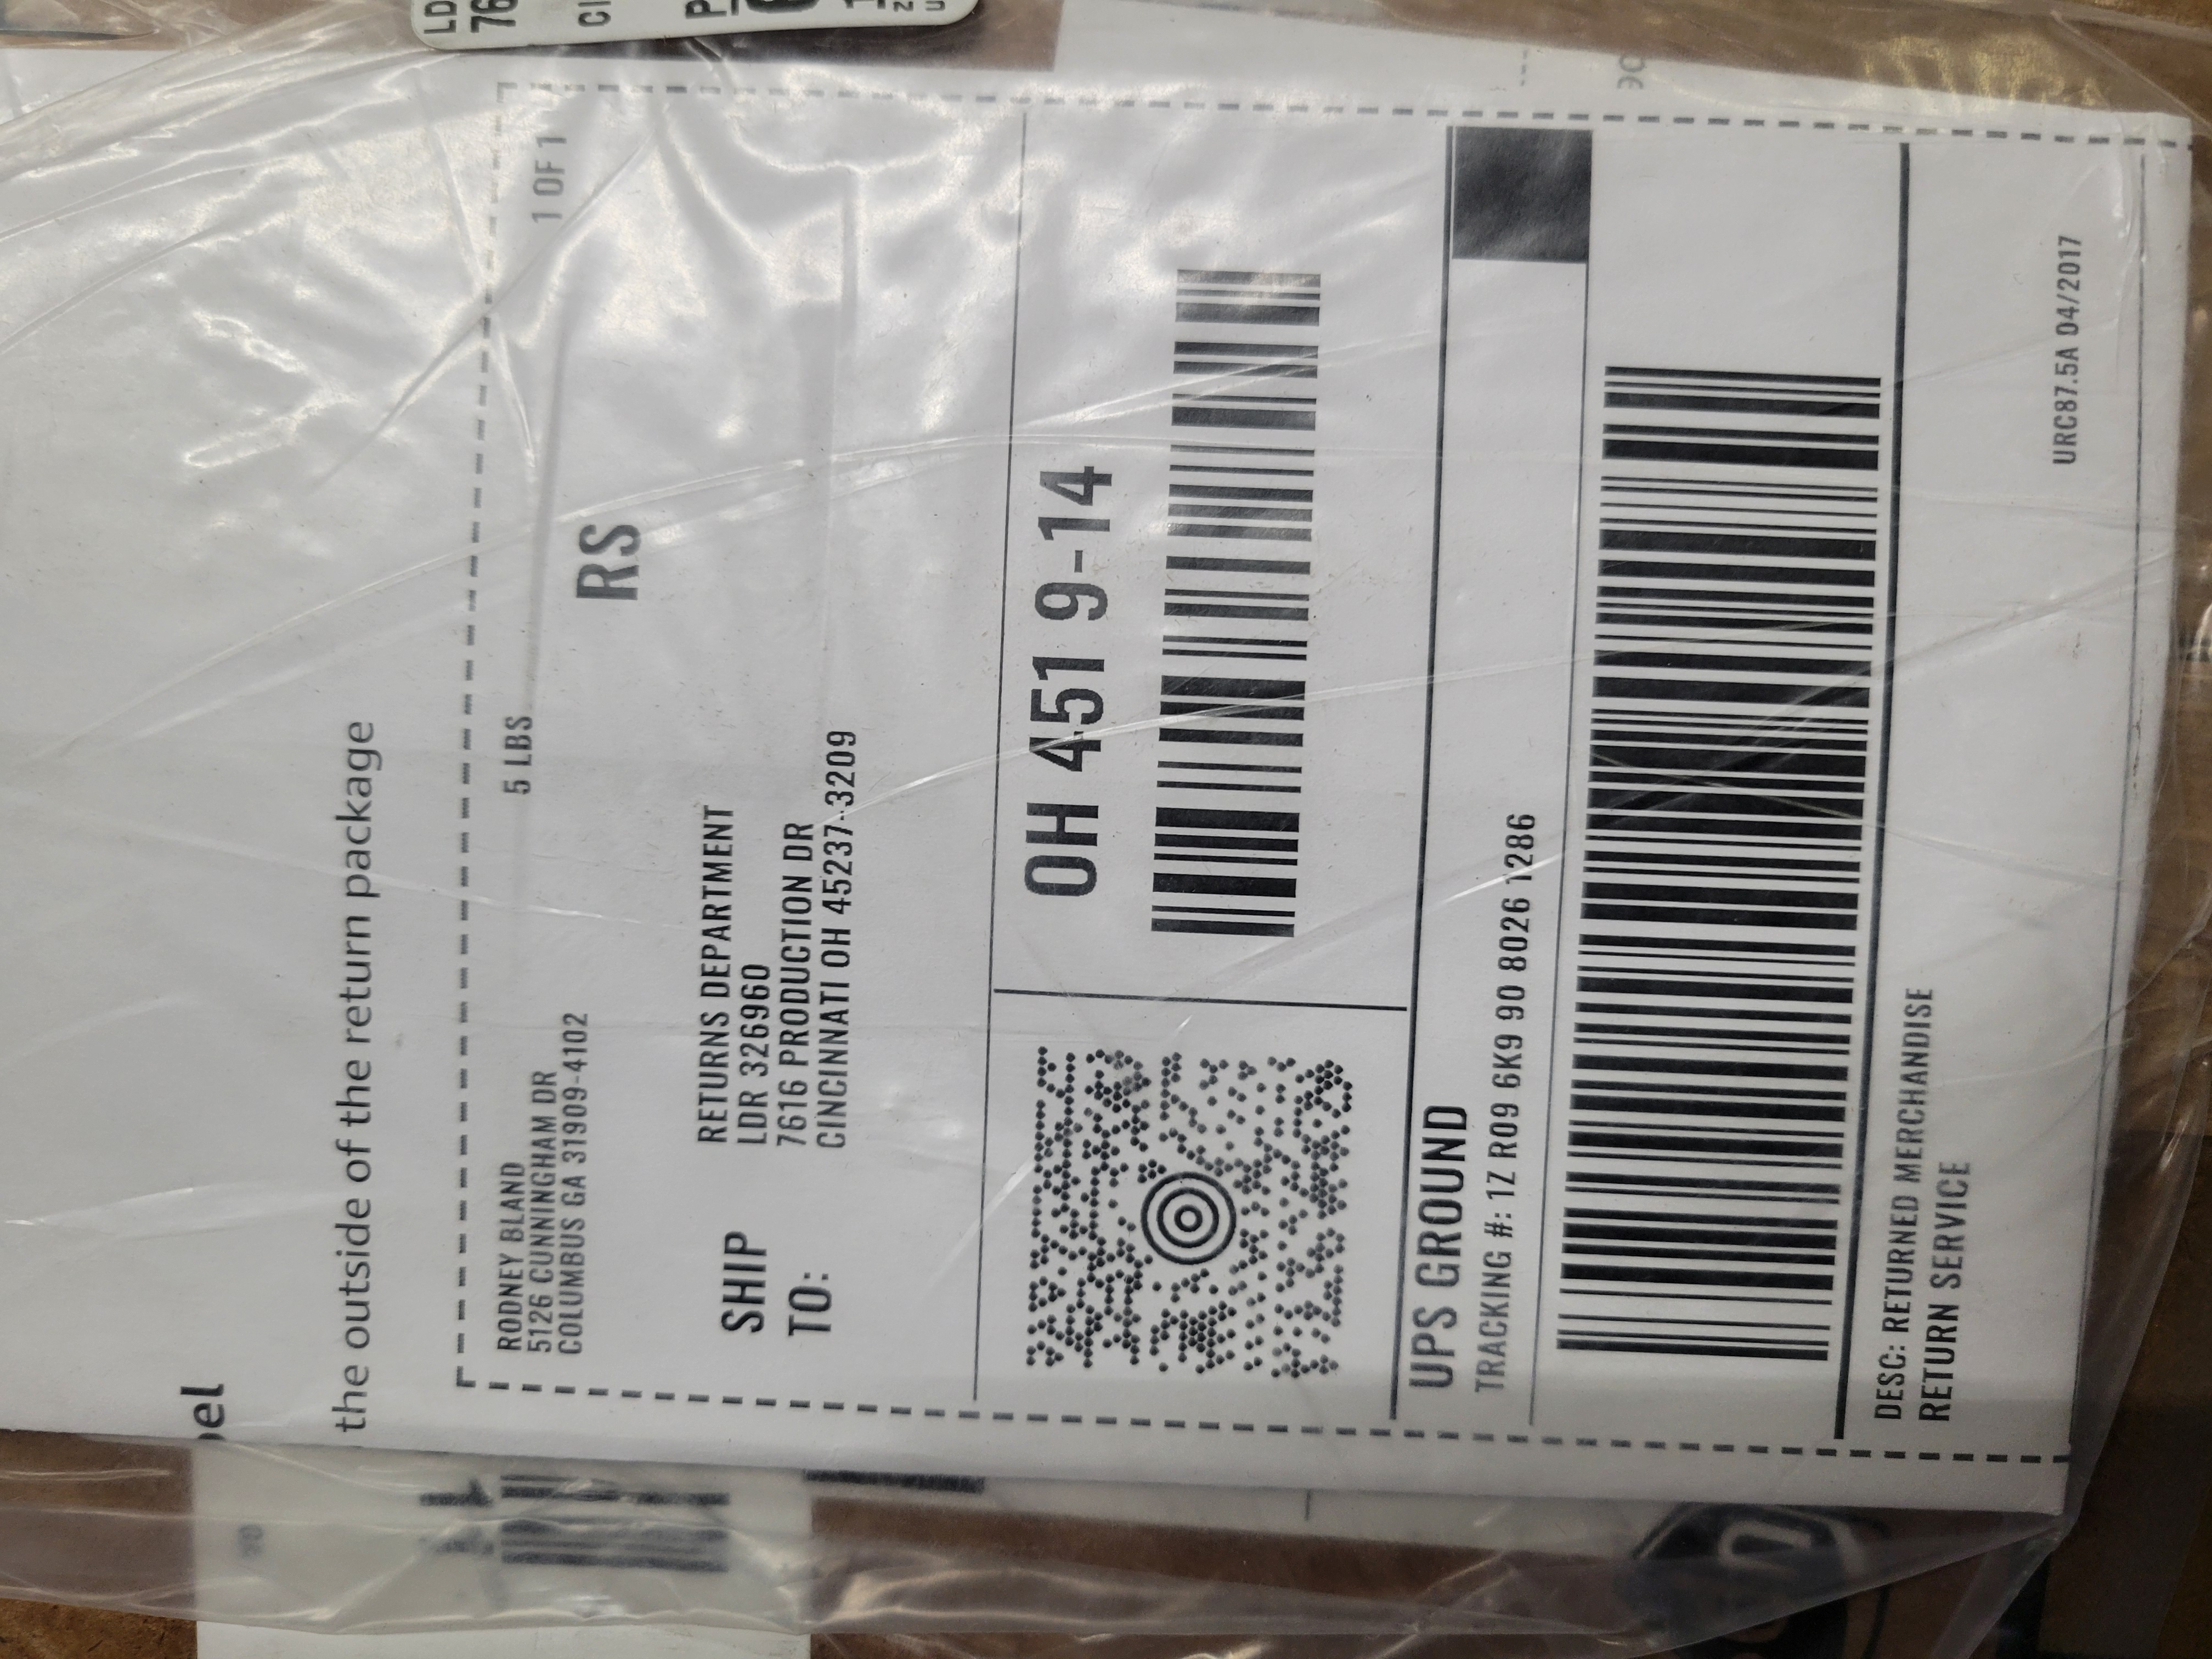 the outside of the return package
5 LBS
1 OF 1
RODNEY BLAND
5126 CUNNINGHAM DR
COLUMBUS GA 31909-4102
RS
SHIP
TO:
RETURNS DEPARTMENT
LDR 326960
7616 PRODUCTION DR
CINCINNATI OH 45237-3209
OH 451 9-14
UPS GROUND
TRACKING #: 1Z R09 6K9 90 8026 1286
DESC: RETURNED MERCHANDISE
RETURN SERVICE
URC87.5A 04/2017